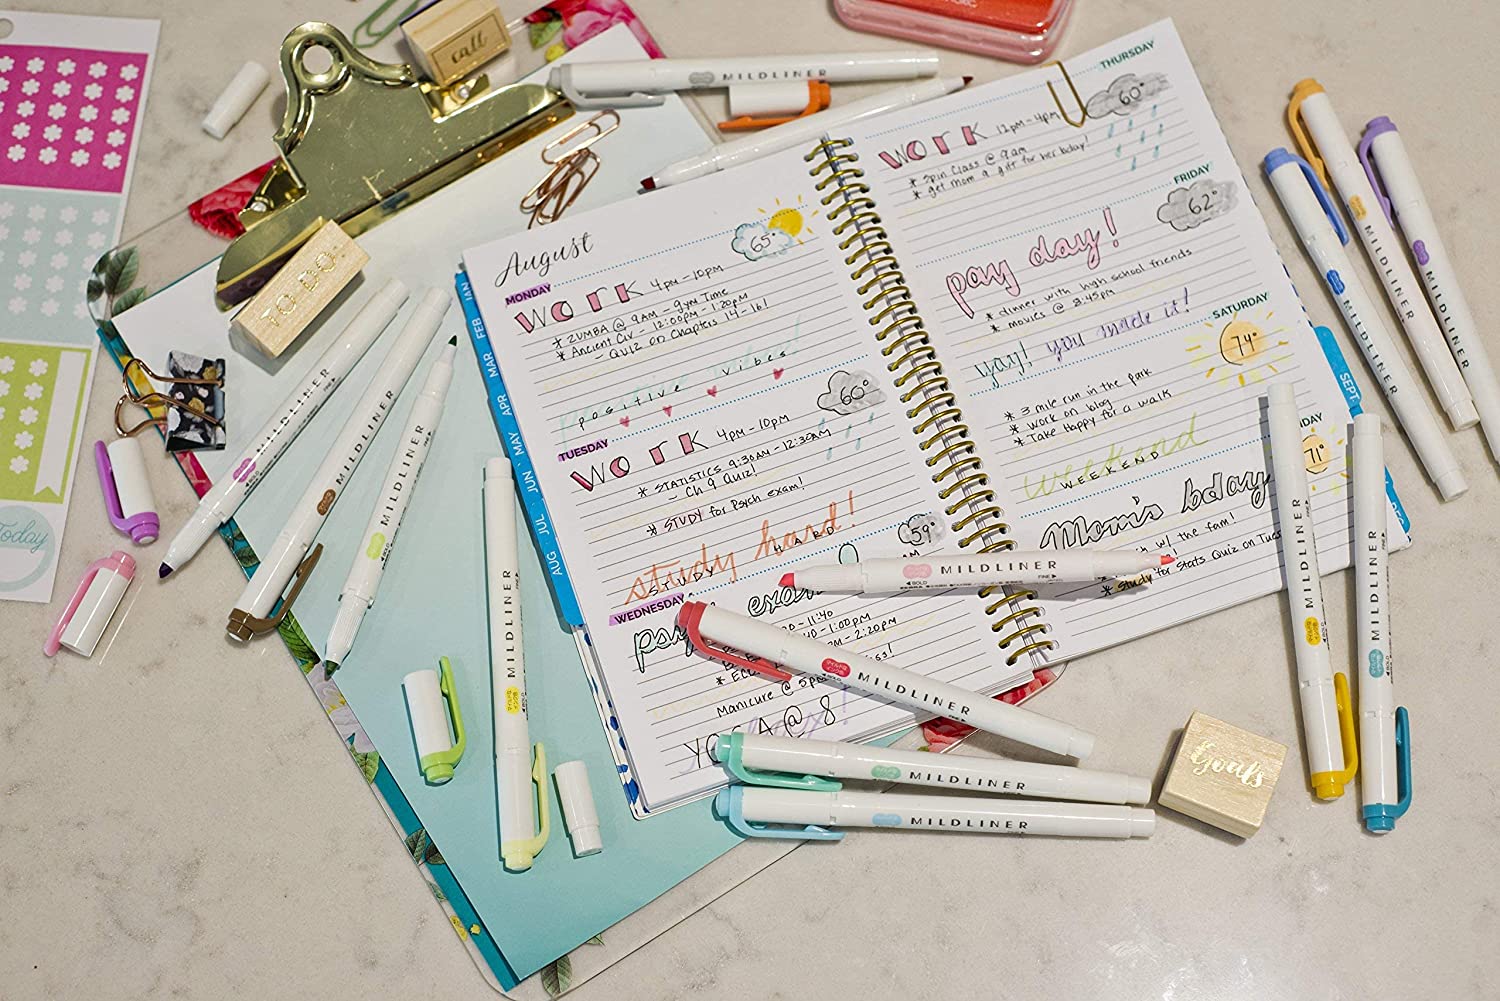 call
TO DO
Today
MILDLINER
August
MONDAY
65°
WORK 4PM-10PM
* ZUMBA @ 9AM - gym Time
* Ancient Civ - 12:00PM-1:20PM
- Quiz on Chapters 14-16!
positive vibes
TUESDAY
60°
WORK 4PM-10PM
* STATISTICS 9:30AM-12:30AM
- Ch 9 Quiz!
* STUDY for Psych exam!
study hard!
STUDY HARD
59°
WEDNESDAY
Manicure @ 5pm
YOGA @ 8
JAN
FEB
MAR
APR
MAY
JUN
JUL
AUG
THURSDAY
60°
WORK 12PM-4PM
* Spin Class @ 9am
* get mom a gift for her bday!
FRIDAY
62°
pay day!
* dinner with high school friends
* movies @ 8:45pm
yay! you made it!
SATURDAY
74°
* 3 mile run in the park
* work on blog
* Take Happy for a walk
weekend
WEEKEND
71°
Mom's bday
w/ the fam!
* Study for Stats Quiz on Tues
SEPT
MILDLINER
MILDLINER
MILDLINER
MILDLINER
MILDLINER
BOLD
MILDLINER
FINE
MILDLINER
MILDLINER
MILDLINER
MILDLINER
MILDLINER
MILDLINER
MILDLINER
MILDLINER
Goals